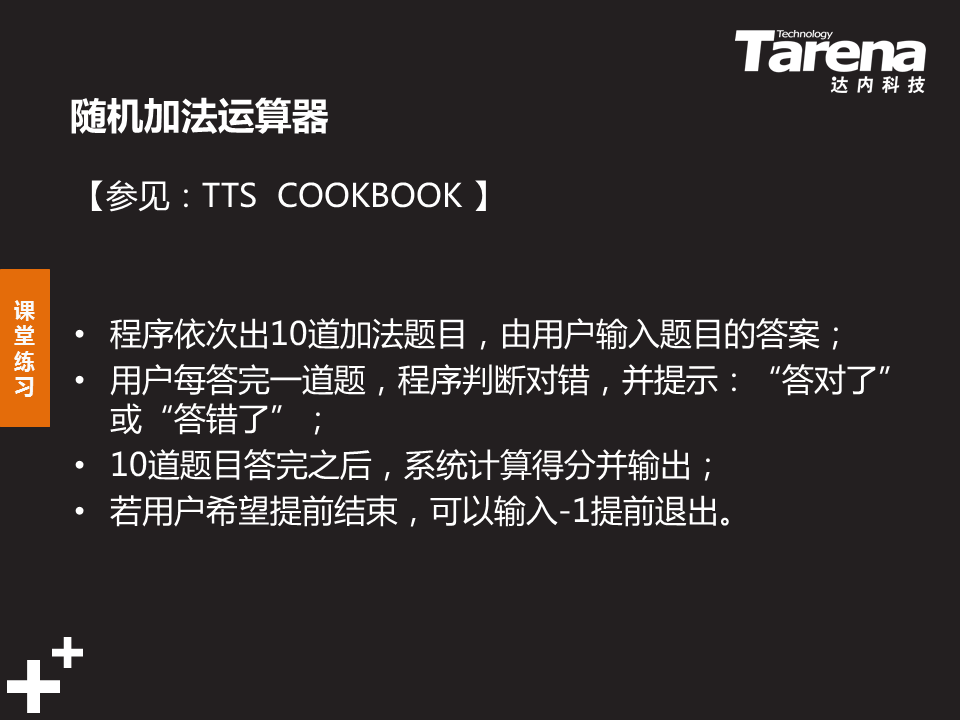 Technology
Tarena
达内科技
随机加法运算器
【参见：TTS COOKBOOK 】
课堂练习
• 程序依次出10道加法题目，由用户输入题目的答案；
• 用户每答完一道题，程序判断对错，并提示：“答对了”
或“答错了”；
• 10道题目答完之后，系统计算得分并输出；
• 若用户希望提前结束，可以输入-1提前退出。